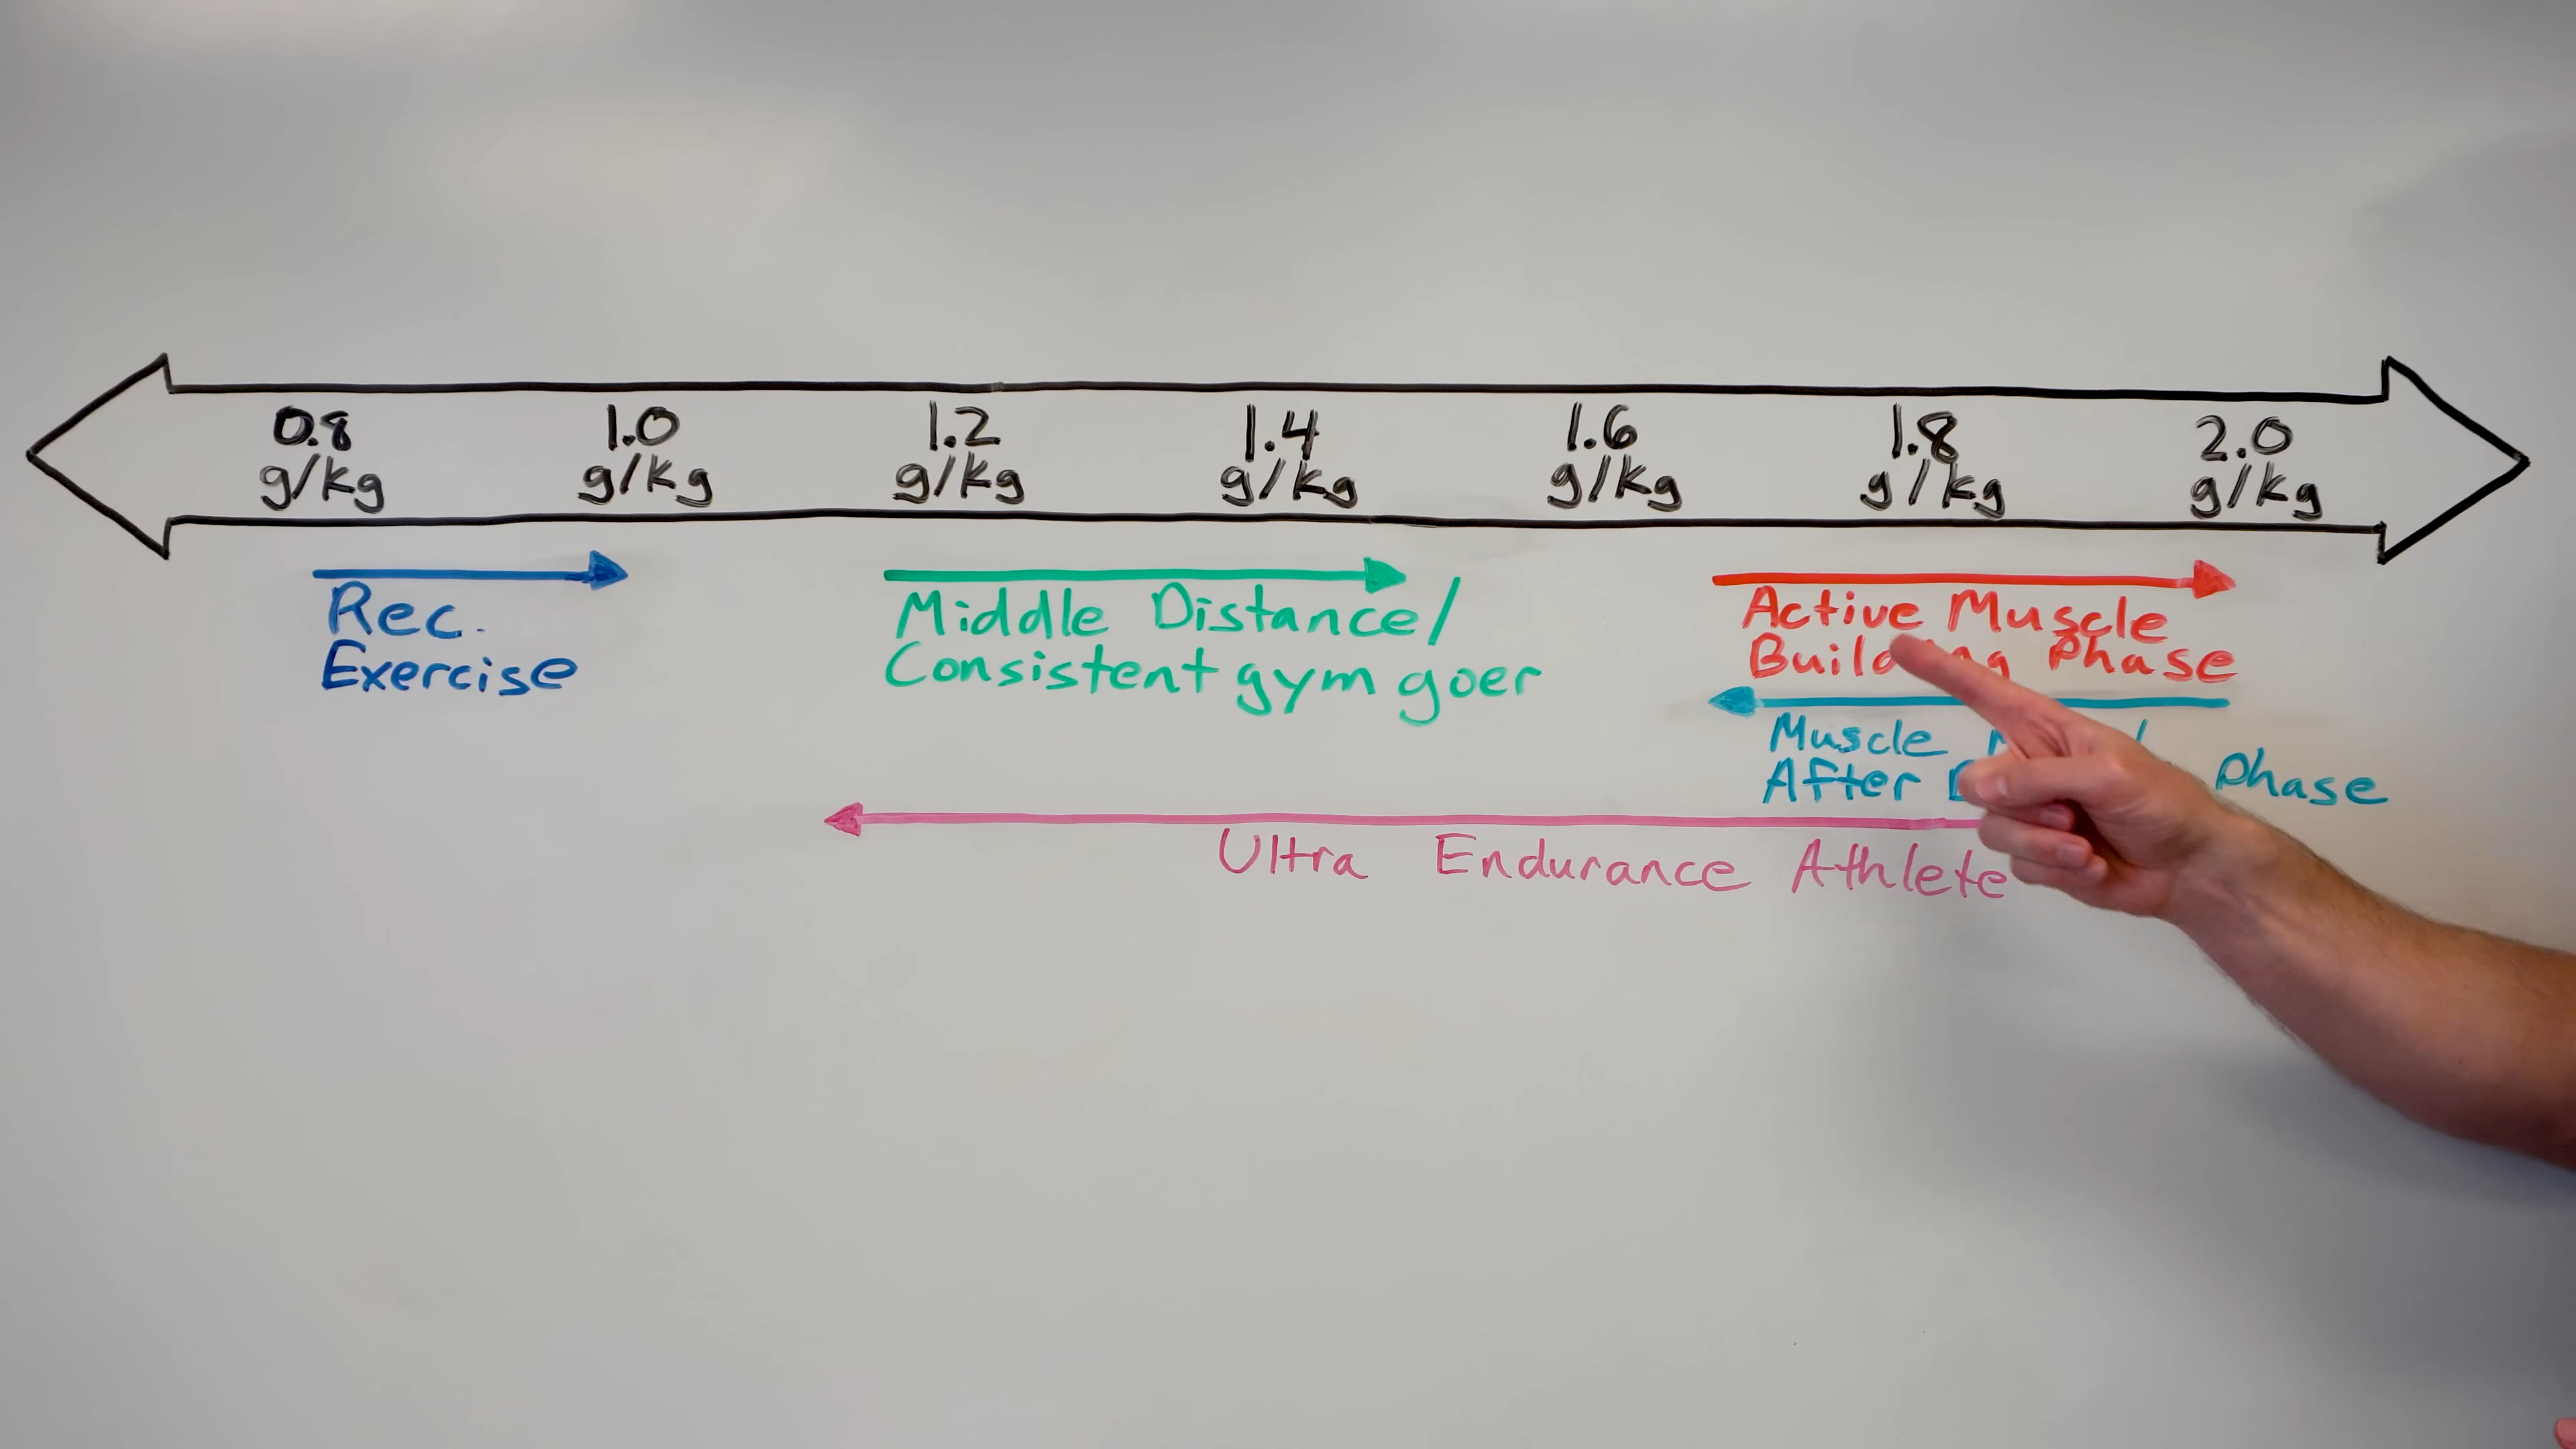 0.8 1.0 1.2 1.4 1.6 1.8 2.0
g/kg g/kg g/kg g/kg g/kg g/kg g/kg
Rec.
Exercise
Middle Distance/
Consistent gym goer
Active Muscle
Phase
Muscle
After Phase
Ultra Endurance Athlete